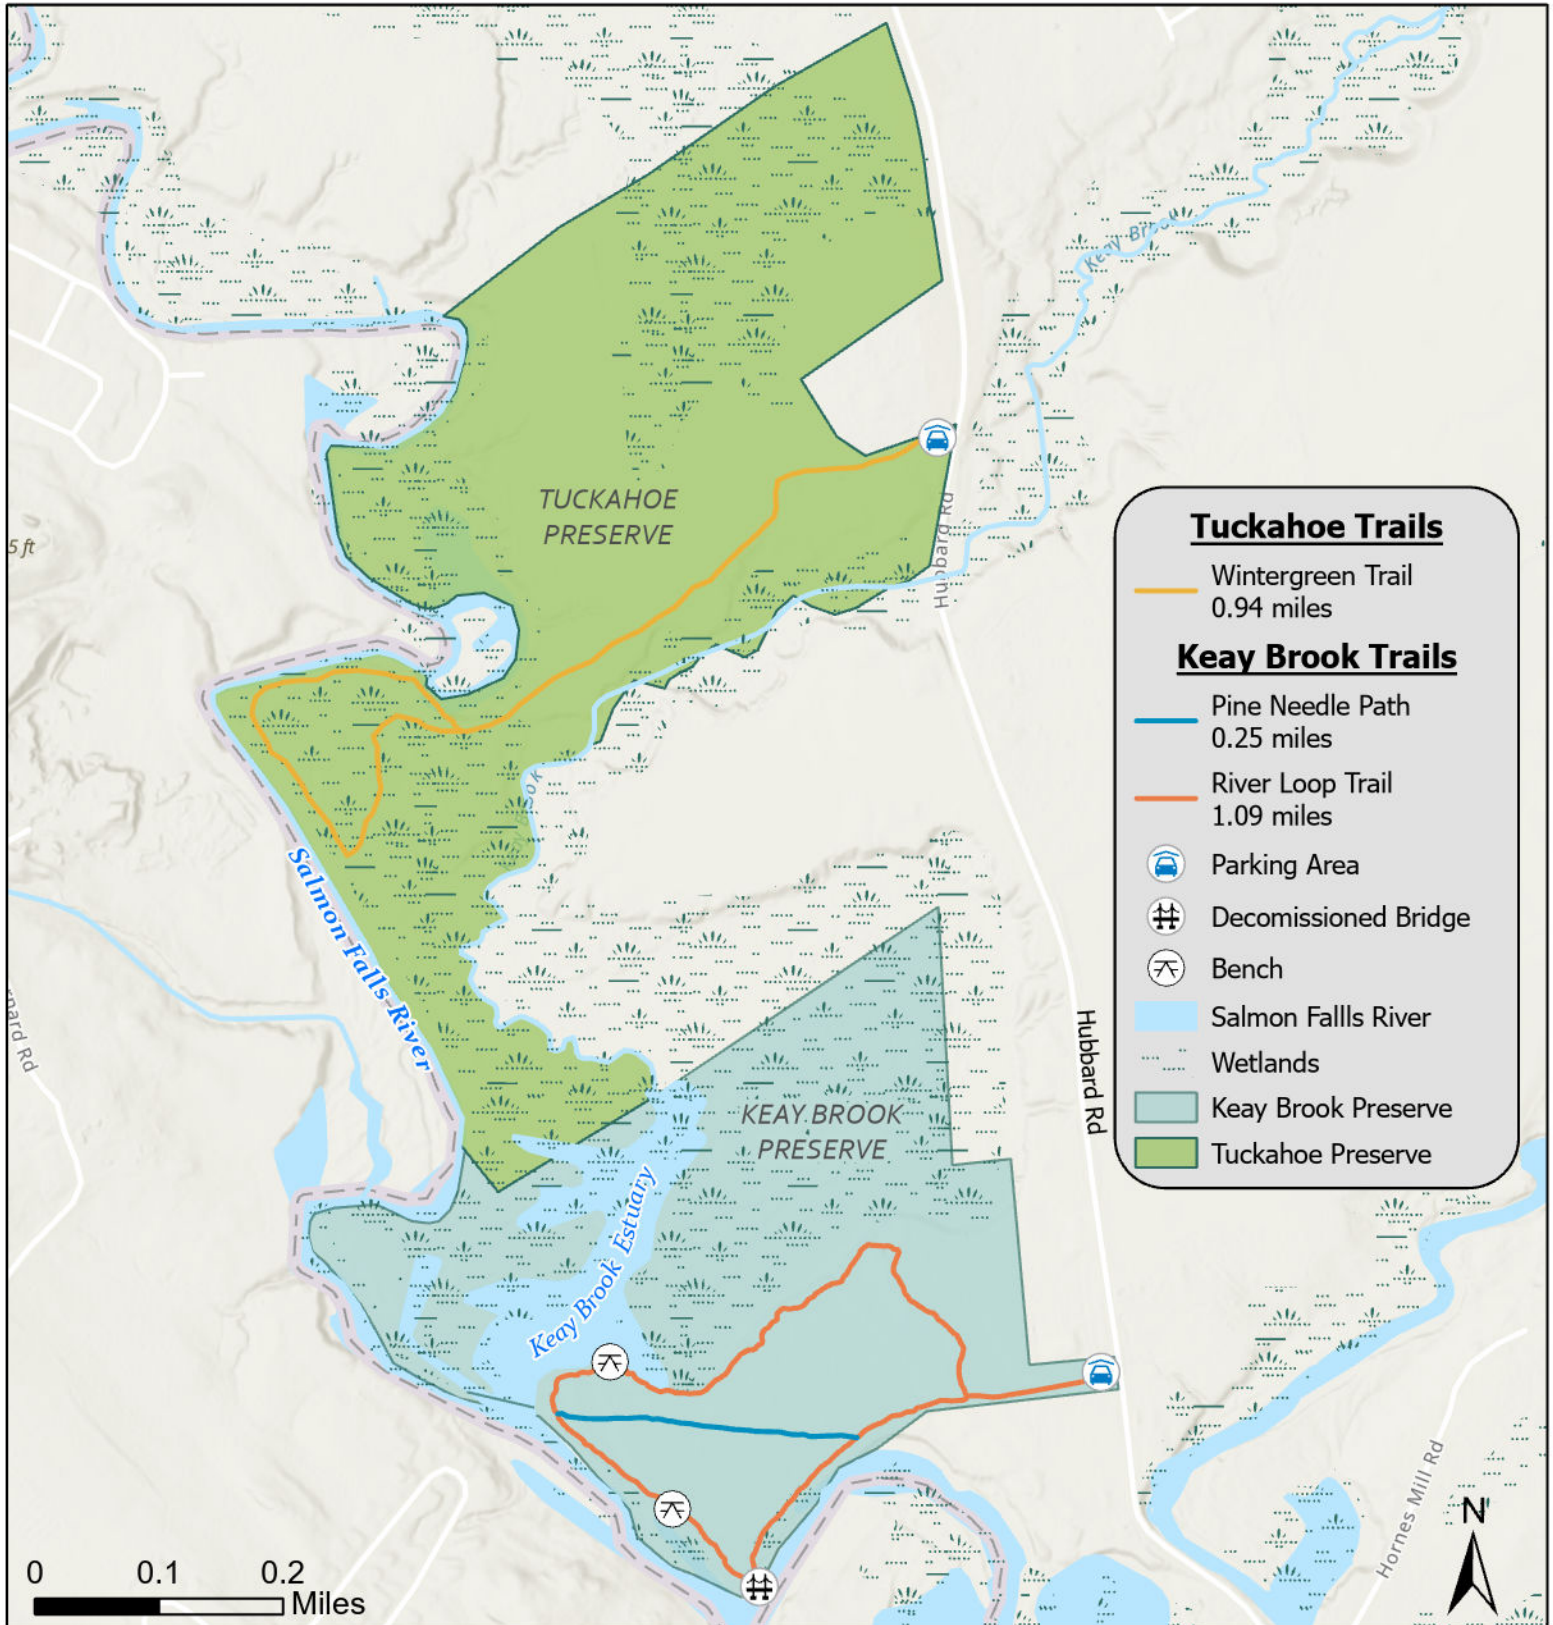 Keay Brook
TUCKAHOE
PRESERVE
5 ft
Hubbard Rd
Tuckahoe Trails
Wintergreen Trail
0.94 miles
Keay Brook Trails
Pine Needle Path
0.25 miles
River Loop Trail
1.09 miles
Parking Area
Decomissioned Bridge
Bench
Salmon Fallls River
Wetlands
Keay Brook Preserve
Tuckahoe Preserve
Salmon Falls River
Hubbard Rd
KEAY BROOK
PRESERVE
Keay Brook Estuary
Hornes Mill Rd
N
0 0.1 0.2
Miles